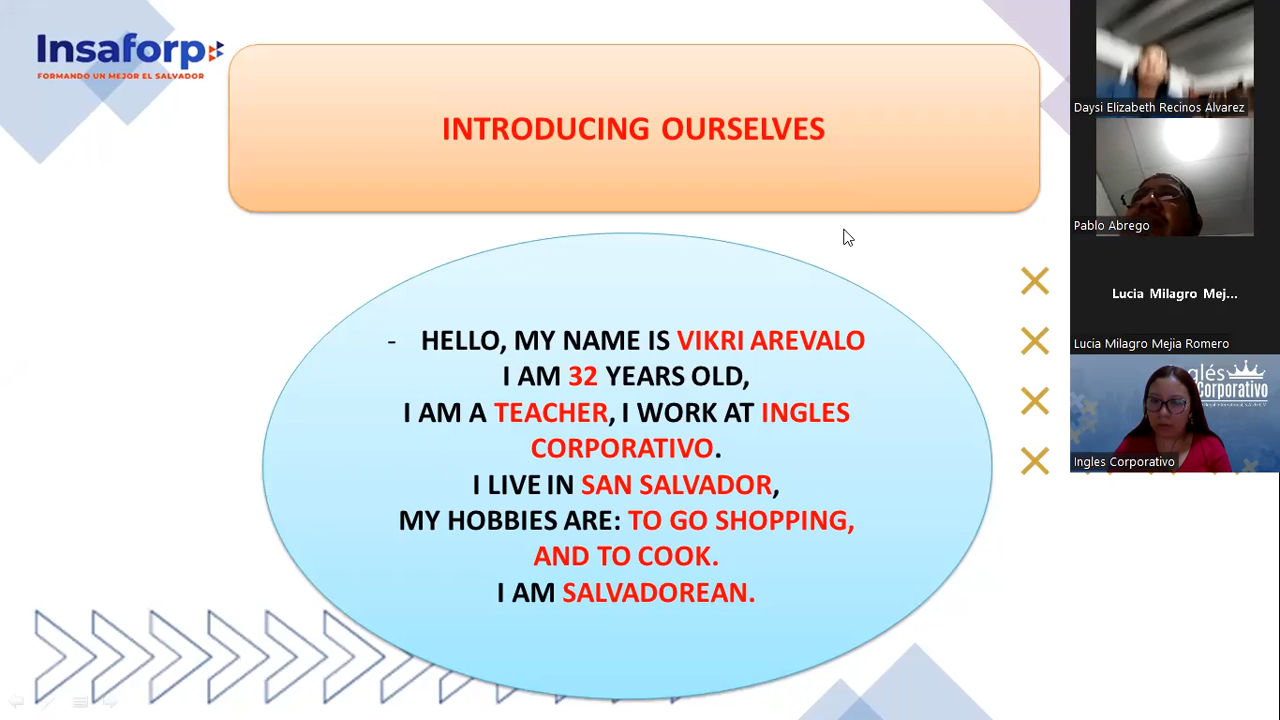 Insaforp
FORMANDO UN MEJOR EL SALVADOR
INTRODUCING OURSELVES
- HELLO, MY NAME IS VIKRI AREVALO
I AM 32 YEARS OLD,
I AM A TEACHER, I WORK AT INGLES
CORPORATIVO.
I LIVE IN SAN SALVADOR,
MY HOBBIES ARE: TO GO SHOPPING,
AND TO COOK.
I AM SALVADOREAN.
Daysi Elizabeth Recinos Alvarez
Pablo Abrego
Lucia Milagro Mej...
Lucia Milagro Mejia Romero
glés
Corporativo
Ingles Corporativo